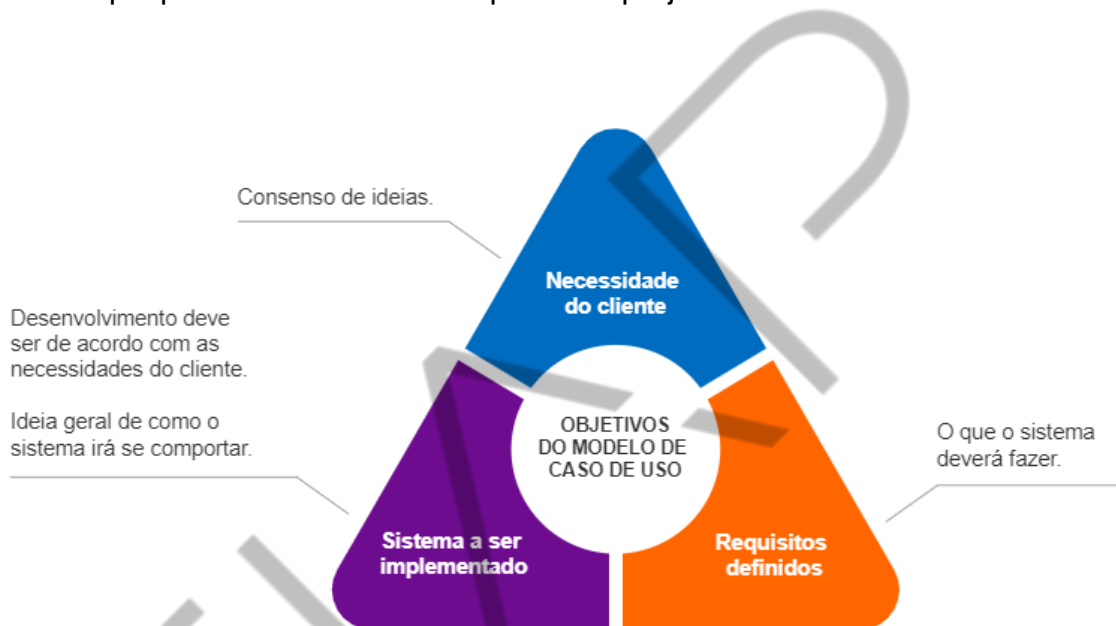 Consenso de ideias.
Necessidade
do cliente
Desenvolvimento deve
ser de acordo com as
necessidades do cliente.
Ideia geral de como o
sistema irá se comportar.
OBJETIVOS
DO MODELO DE
CASO DE USO
O que o sistema
deverá fazer.
Sistema a ser
implementado
Requisitos
definidos